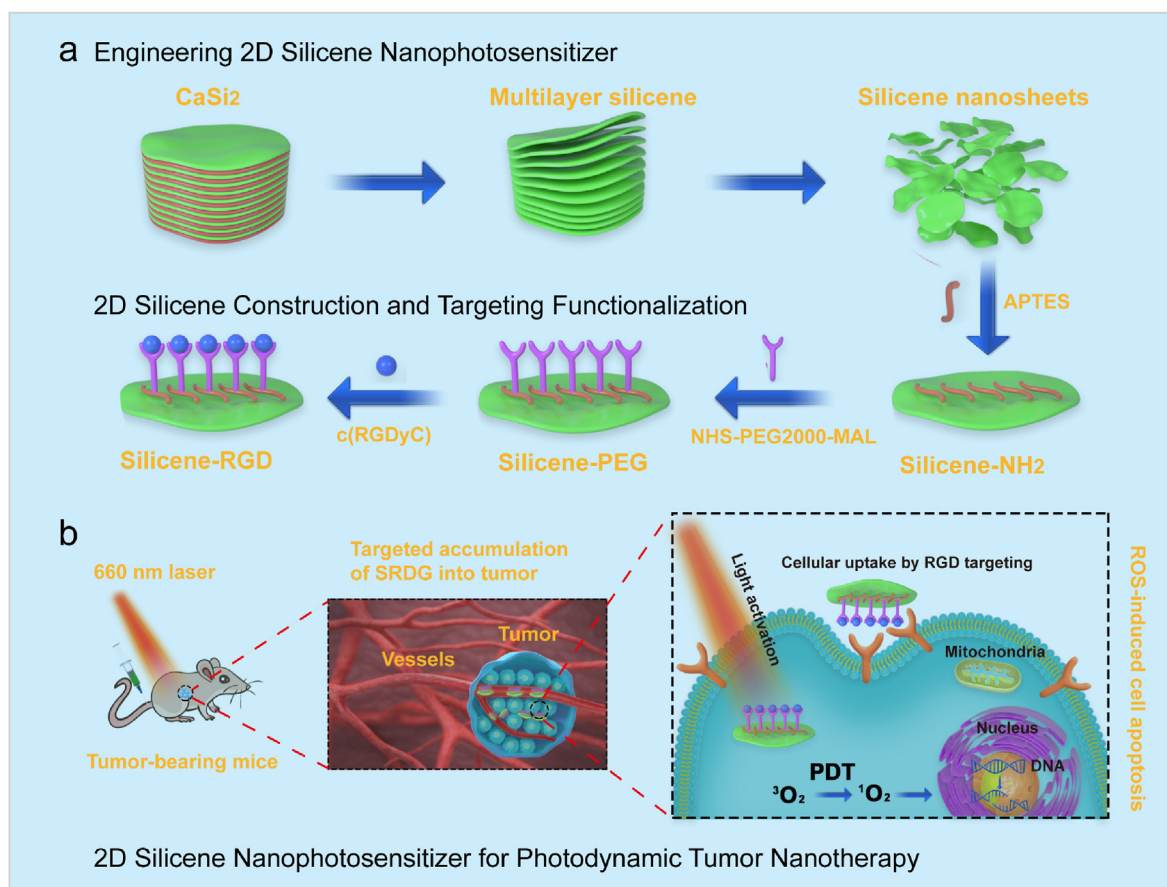 a Engineering 2D Silicene Nanophotosensitizer
CaSi2
Multilayer silicene
Silicene nanosheets
APTES
2D Silicene Construction and Targeting Functionalization
c(RGDyC)
NHS-PEG2000-MAL
Silicene-RGD
Silicene-PEG
Silicene-NH2
b
660 nm laser
Tumor-bearing mice
Targeted accumulation
of SRDG into tumor
Tumor
Vessels
Light activation
Cellular uptake by RGD targeting
Mitochondria
Nucleus
DNA
PDT
³O₂
¹O₂
ROS-induced cell apoptosis
2D Silicene Nanophotosensitizer for Photodynamic Tumor Nanotherapy